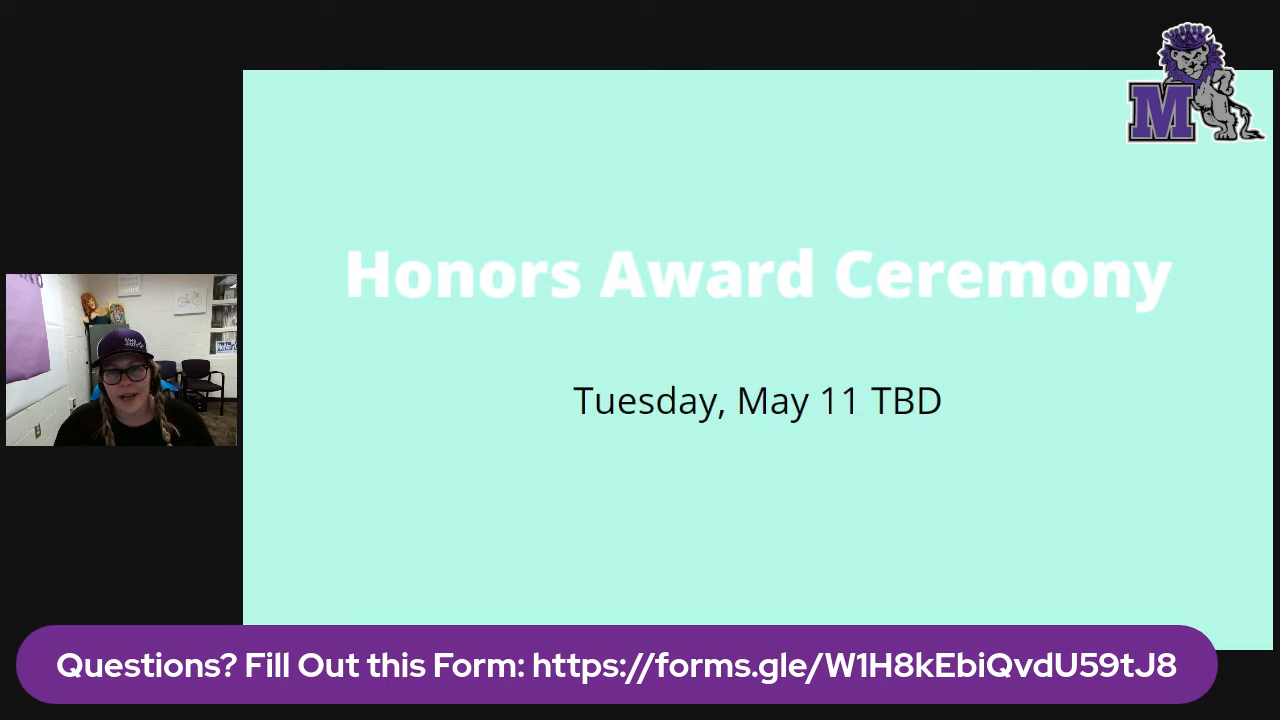 M
Honors Award Ceremony
Tuesday, May 11 TBD
Questions? Fill Out this Form: https://forms.gle/W1H8kEbiQvdU59tJ8